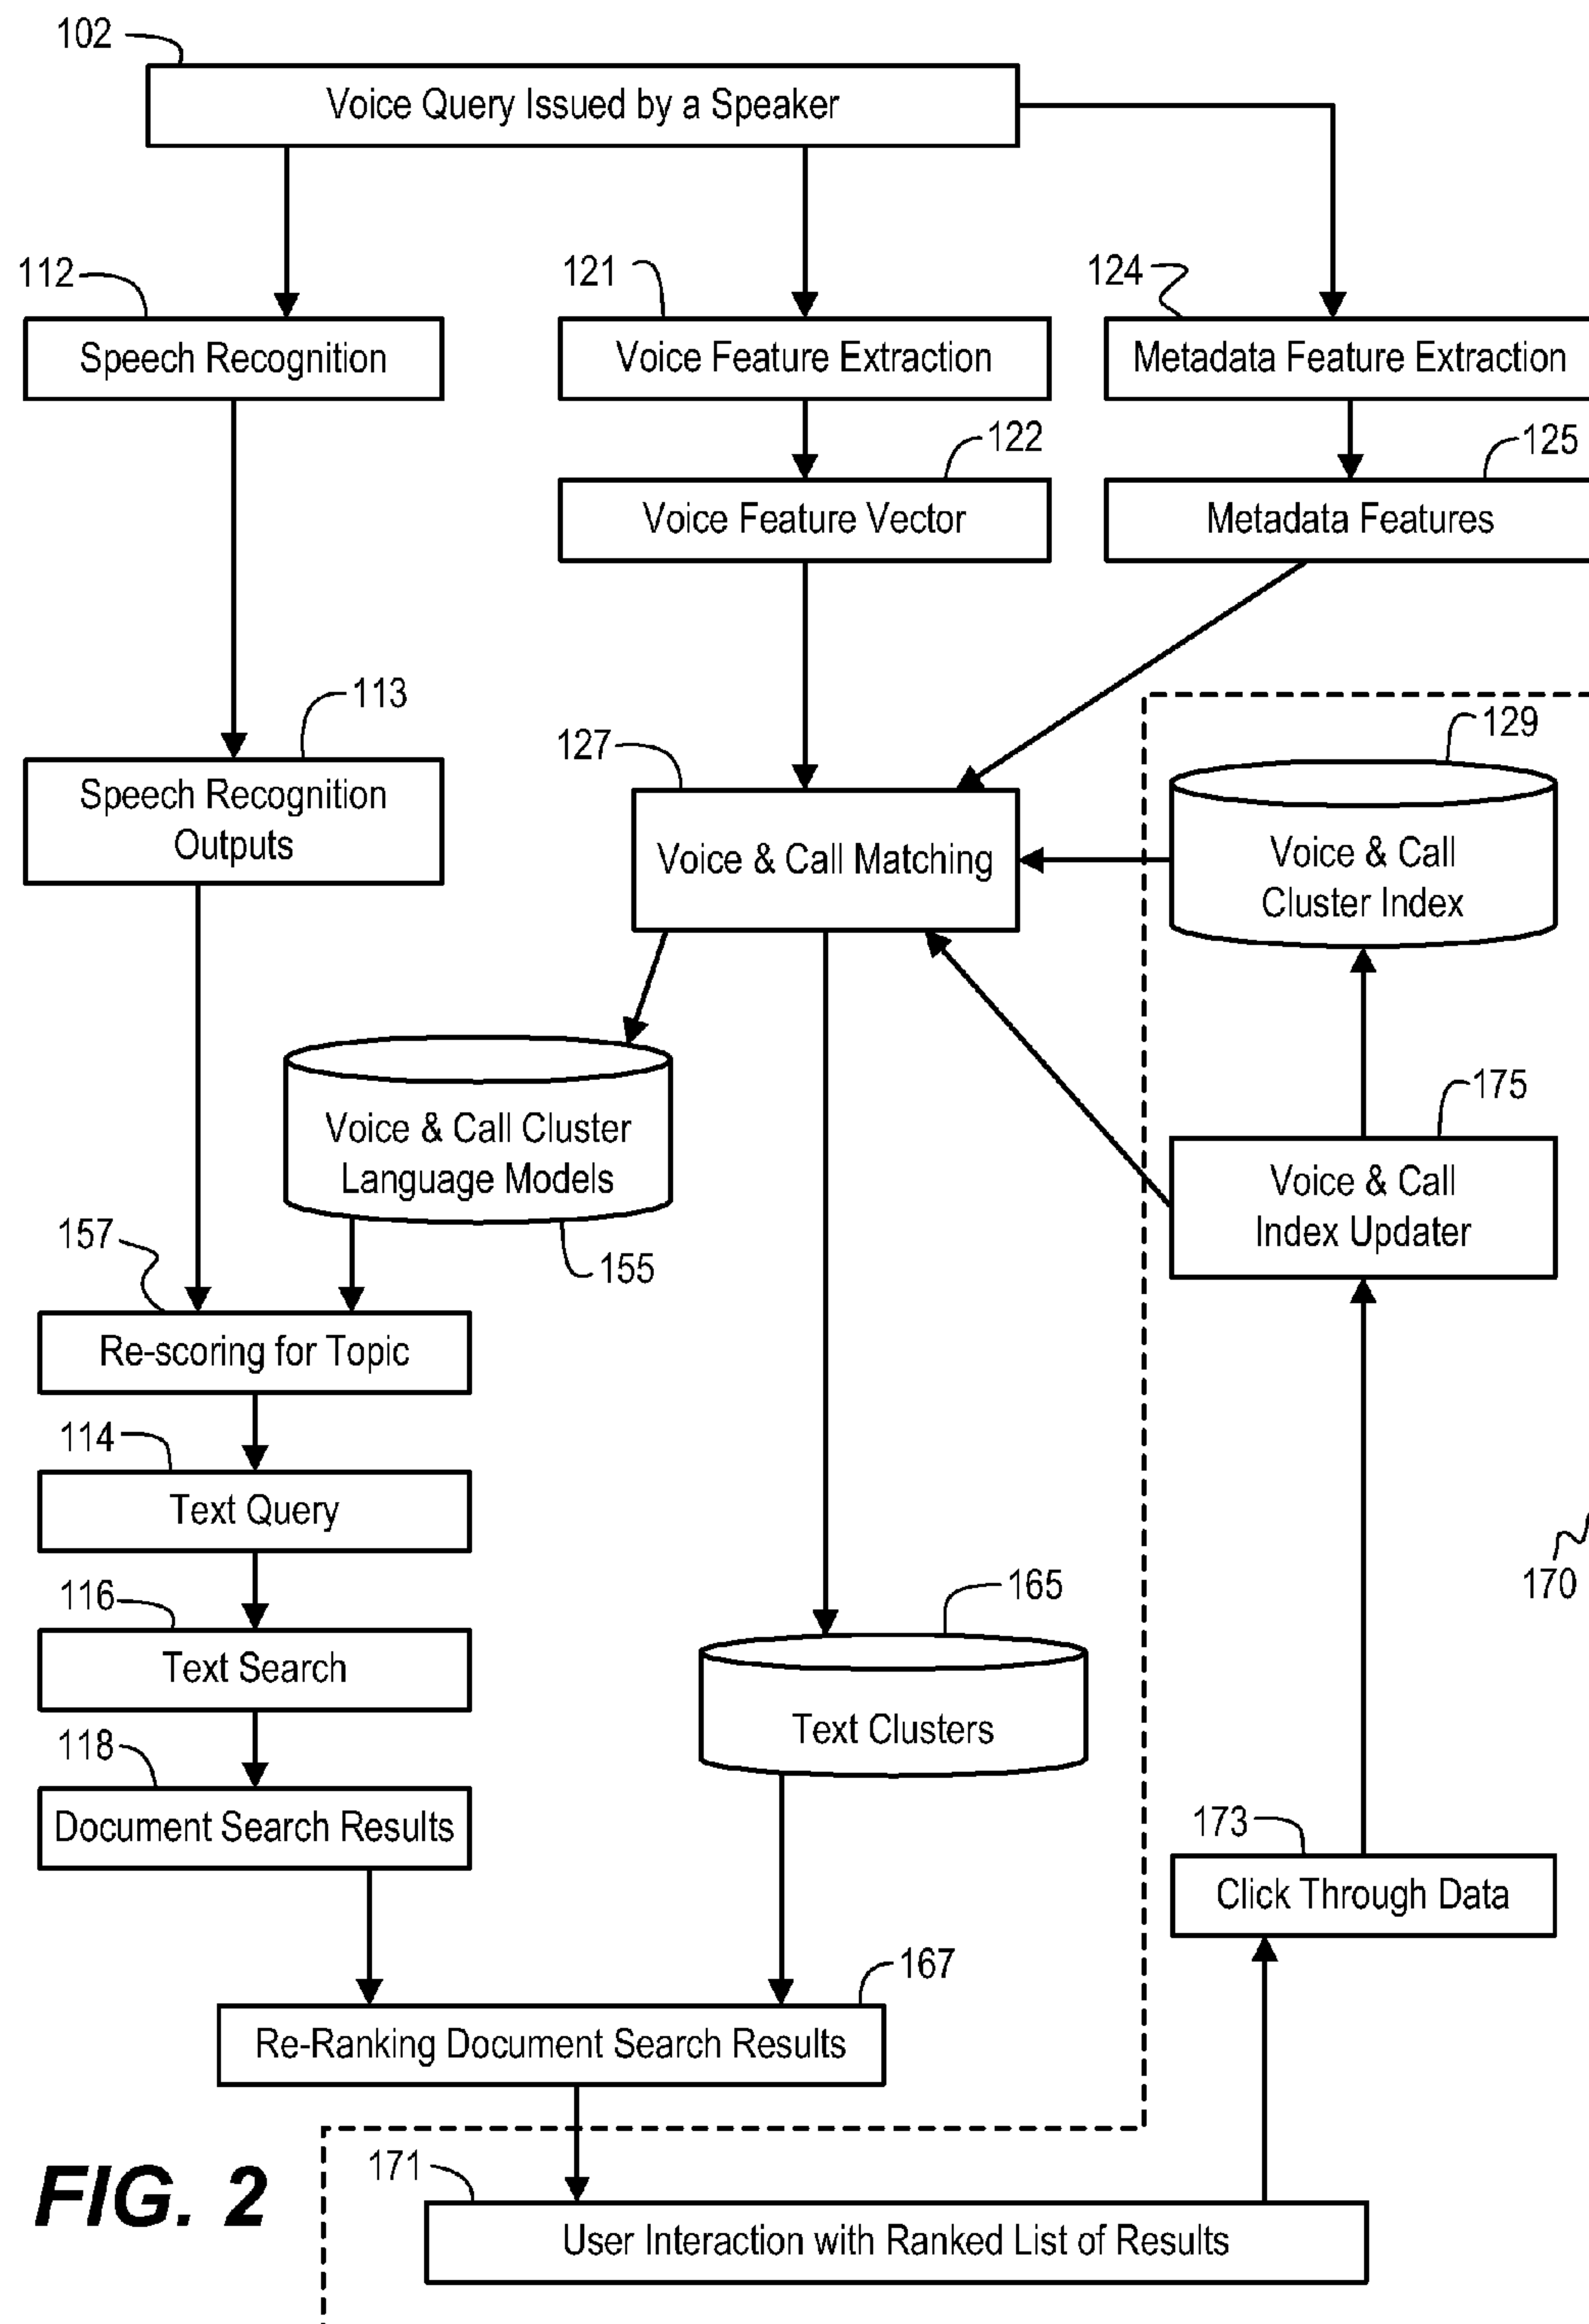 102
Voice Query Issued by a Speaker
112
121
124
Speech Recognition
Voice Feature Extraction
Metadata Feature Extraction
122
125
Voice Feature Vector
Metadata Features
113
127
129
Speech Recognition
Outputs
Voice & Call Matching
Voice & Call
Cluster Index
Voice & Call Cluster
Language Models
175
Voice & Call
Index Updater
157
155
Re-scoring for Topic
114
Text Query
170
116
165
Text Search
Text Clusters
118
Document Search Results
173
Click Through Data
167
Re-Ranking Document Search Results
FIG. 2
171
User Interaction with Ranked List of Results